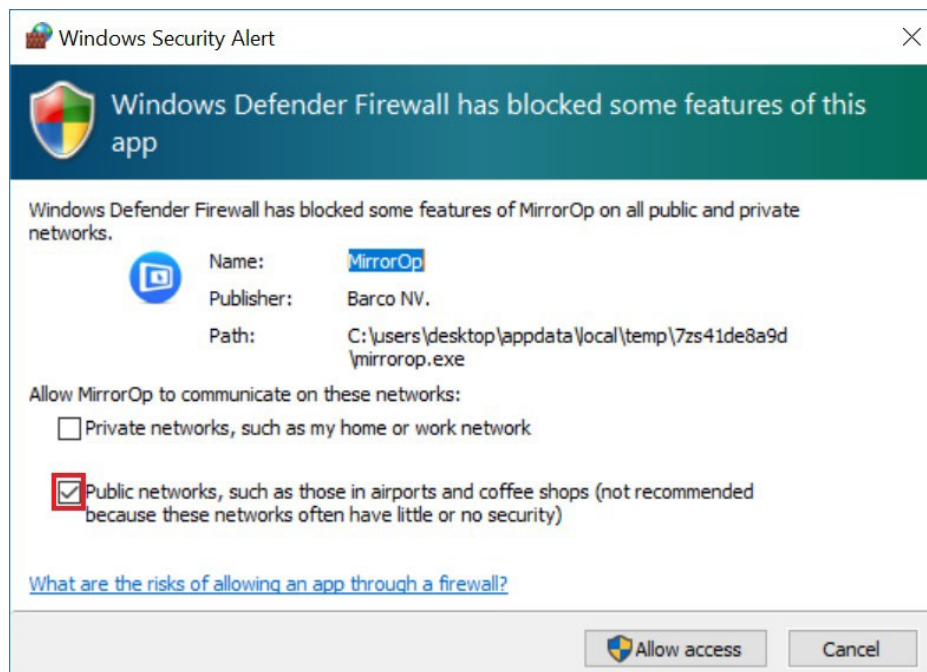 Windows Security Alert
Windows Defender Firewall has blocked some features of this
app
Windows Defender Firewall has blocked some features of MirrorOp on all public and private
networks.
Name: MirrorOp
Publisher: Barco NV.
Path: C:\users\desktop\appdata\local\temp\7zs41de8a9d
\mirrorop.exe
Allow MirrorOp to communicate on these networks:
Private networks, such as my home or work network
Public networks, such as those in airports and coffee shops (not recommended
because these networks often have little or no security)
What are the risks of allowing an app through a firewall?
Allow access Cancel